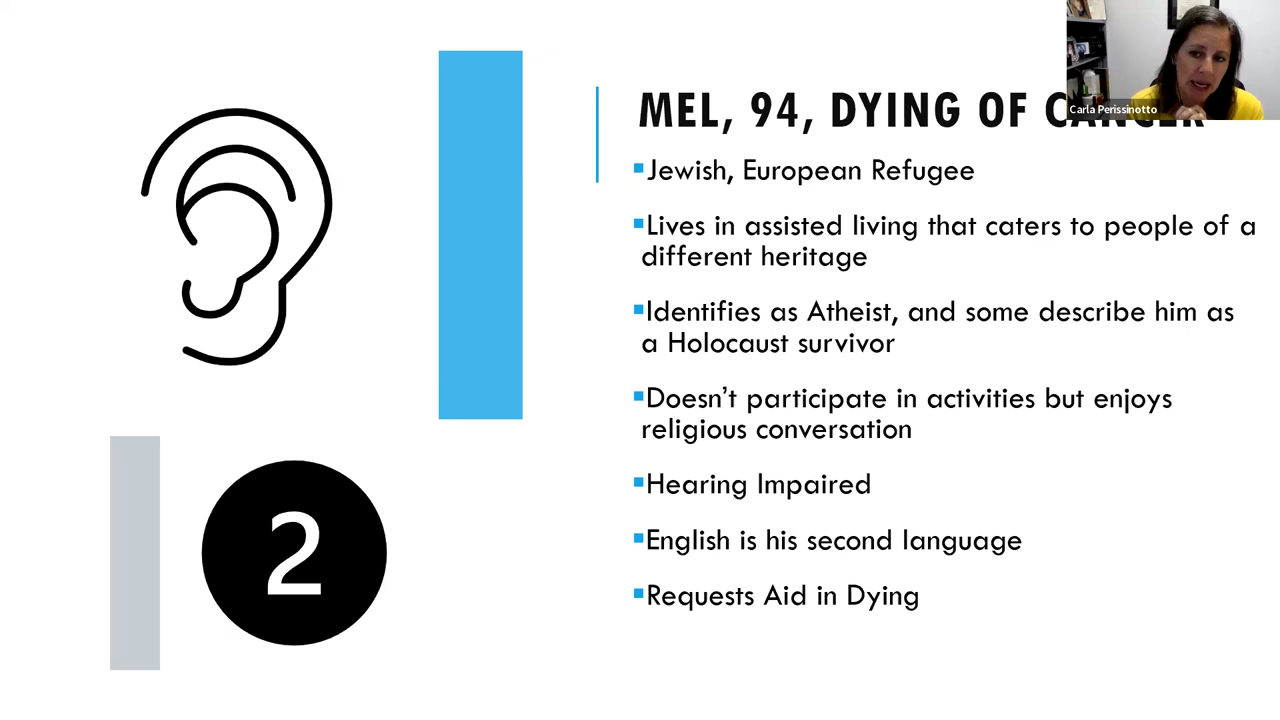 MEL, 94, DYING OF CANCER
Carla Perissinotto
▪Jewish, European Refugee
▪Lives in assisted living that caters to people of a
different heritage
▪Identifies as Atheist, and some describe him as
a Holocaust survivor
▪Doesn't participate in activities but enjoys
religious conversation
▪Hearing Impaired
▪English is his second language
▪Requests Aid in Dying
2